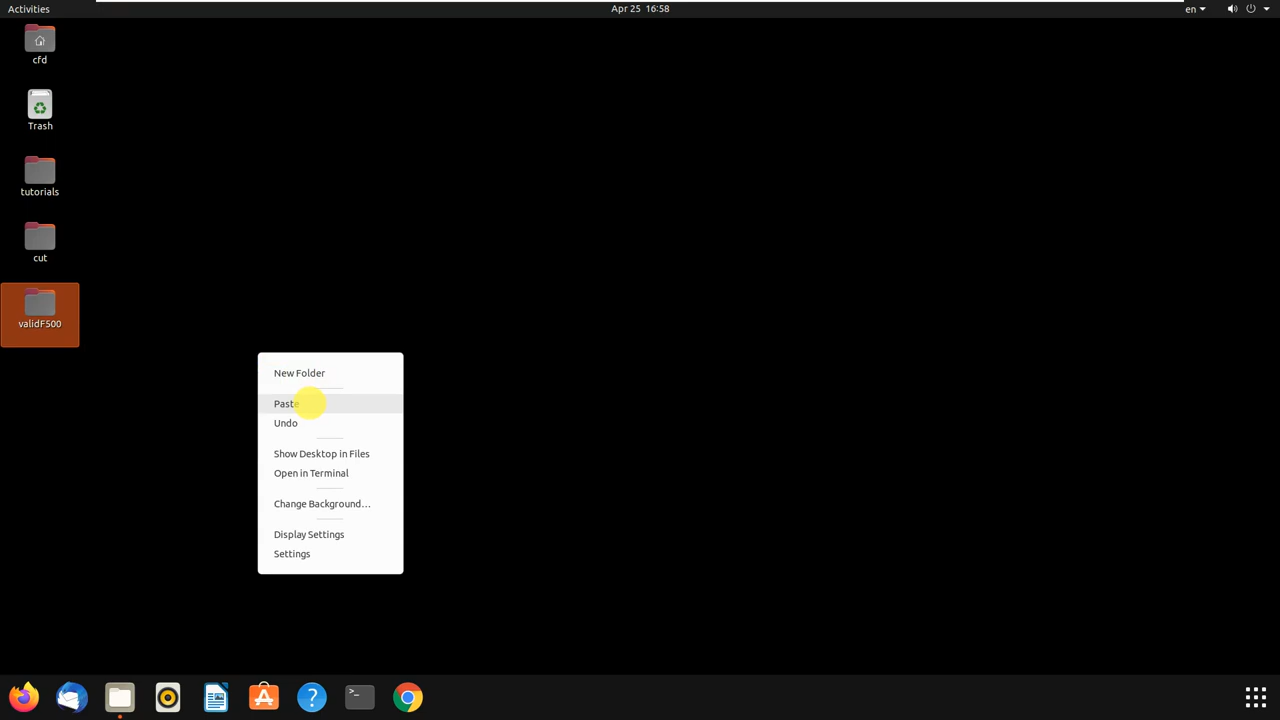 Activities
Apr 25 16:58
en
cfd
Trash
tutorials
cut
validF500
New Folder
Paste
Undo
Show Desktop in Files
Open in Terminal
Change Background…
Display Settings
Settings